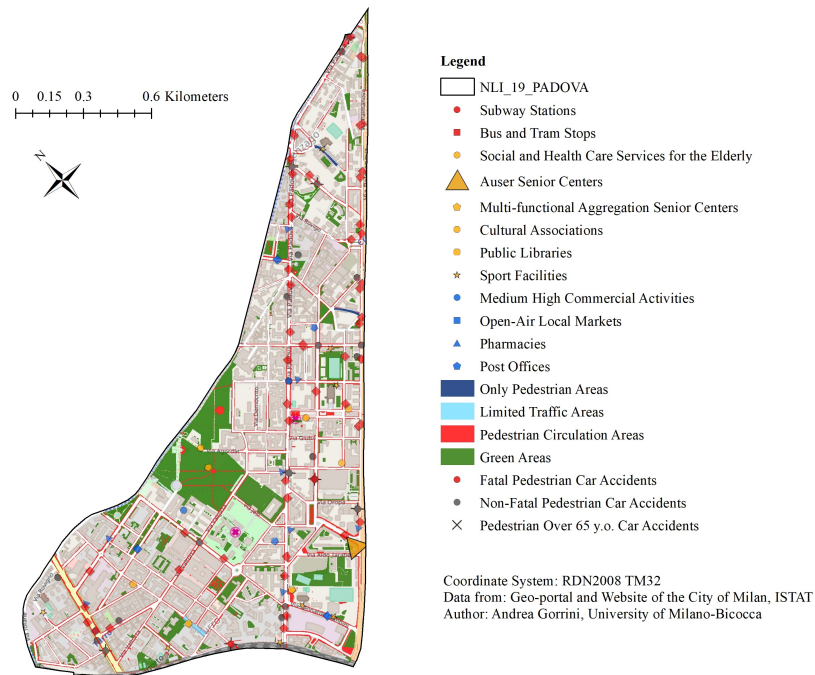 Legend
NLI_19_PADOVA
0 0.15 0.3 0.6 Kilometers
Subway Stations
Bus and Tram Stops
Social and Health Care Services for the Elderly
N
Auser Senior Centers
Multi-functional Aggregation Senior Centers
Cultural Associations
Public Libraries
Sport Facilities
Medium High Commercial Activities
Open-Air Local Markets
Pharmacies
Post Offices
Only Pedestrian Areas
Limited Traffic Areas
Pedestrian Circulation Areas
Green Areas
Fatal Pedestrian Car Accidents
Non-Fatal Pedestrian Car Accidents
Pedestrian Over 65 y.o. Car Accidents
Coordinate System: RDN2008 TM32
Data from: Geo-portal and Website of the City of Milan, ISTAT
Author: Andrea Gorrini, University of Milano-Bicocca